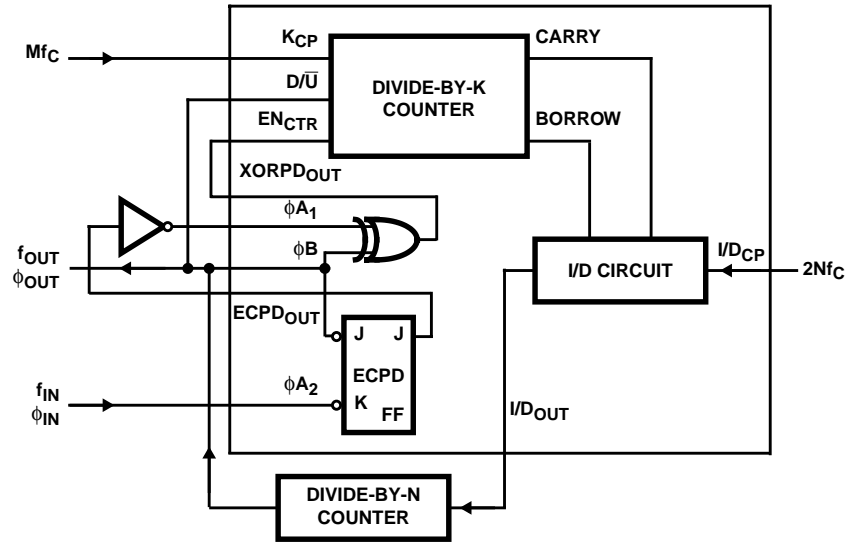 Mfc
KCP
D/U̅
ENCTR
DIVIDE-BY-K
COUNTER
CARRY
BORROW
XORPDOUT
ϕA1
ϕB
fOUT
ϕOUT
I/D CIRCUIT
I/DCP
2Nfc
ECPDOUT
J J
ECPD
K
FF
ϕA2
fIN
ϕIN
I/DOUT
DIVIDE-BY-N
COUNTER